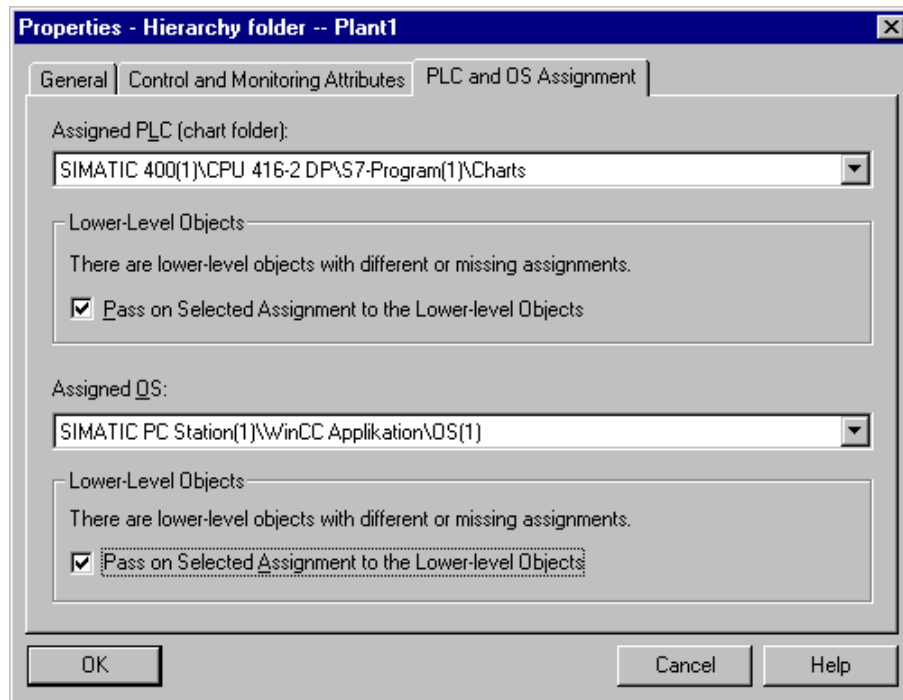 Properties - Hierarchy folder -- Plant1
General
Control and Monitoring Attributes
PLC and OS Assignment
Assigned PLC (chart folder):
SIMATIC 400(1)\CPU 416-2 DP\S7-Program(1)\Charts
Lower-Level Objects
There are lower-level objects with different or missing assignments.
Pass on Selected Assignment to the Lower-level Objects
Assigned OS:
SIMATIC PC Station(1)\WinCC Applikation\OS(1)
Lower-Level Objects
There are lower-level objects with different or missing assignments.
Pass on Selected Assignment to the Lower-level Objects
OK
Cancel
Help